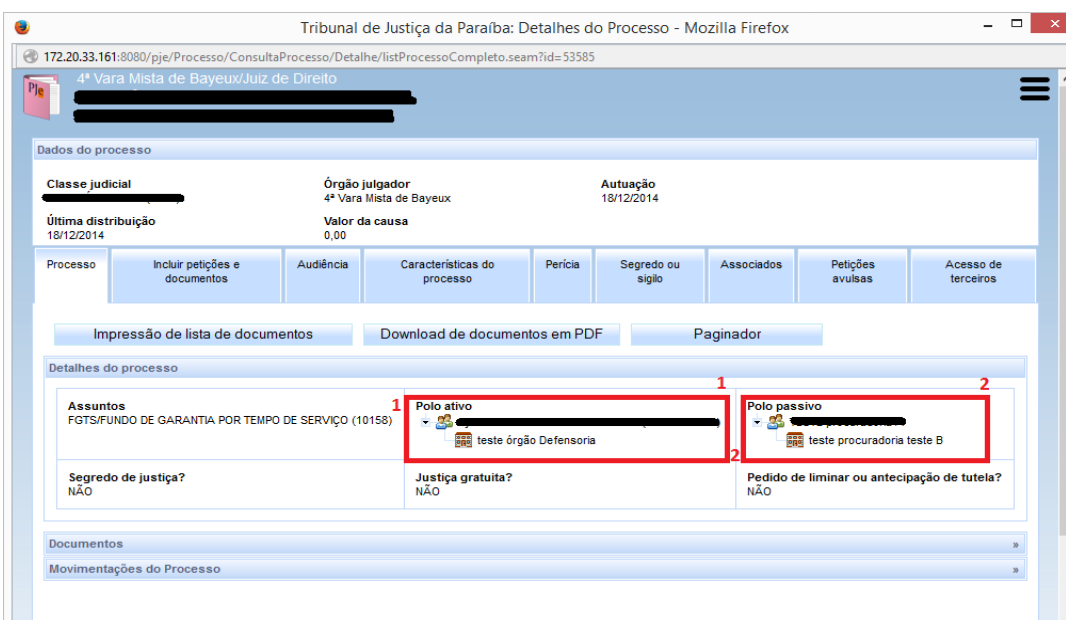 Tribunal de Justiça da Paraíba: Detalhes do Processo - Mozilla Firefox
172.20.33.161:8080/pje/Processo/ConsultaProcesso/Detalhe/listProcessoCompleto.seam?id=53585
PJe
4ª Vara Mista de Bayeux/Juiz de Direito
Dados do processo
Classe judicial Órgão julgador Autuação
4ª Vara Mista de Bayeux 18/12/2014
Última distribuição Valor da causa
18/12/2014 0,00
Processo Incluir petições e documentos Audiência Características do processo Perícia Segredo ou sigilo Associados Petições avulsas Acesso de terceiros
Impressão de lista de documentos Download de documentos em PDF Paginador
Detalhes do processo
1 2
Assuntos 1 Polo ativo Polo passivo
FGTS/FUNDO DE GARANTIA POR TEMPO DE SERVIÇO (10158)
teste órgão Defensoria teste procuradoria teste B
2
Segredo de justiça? Justiça gratuita? Pedido de liminar ou antecipação de tutela?
NÃO NÃO NÃO
Documentos »
Movimentações do Processo »